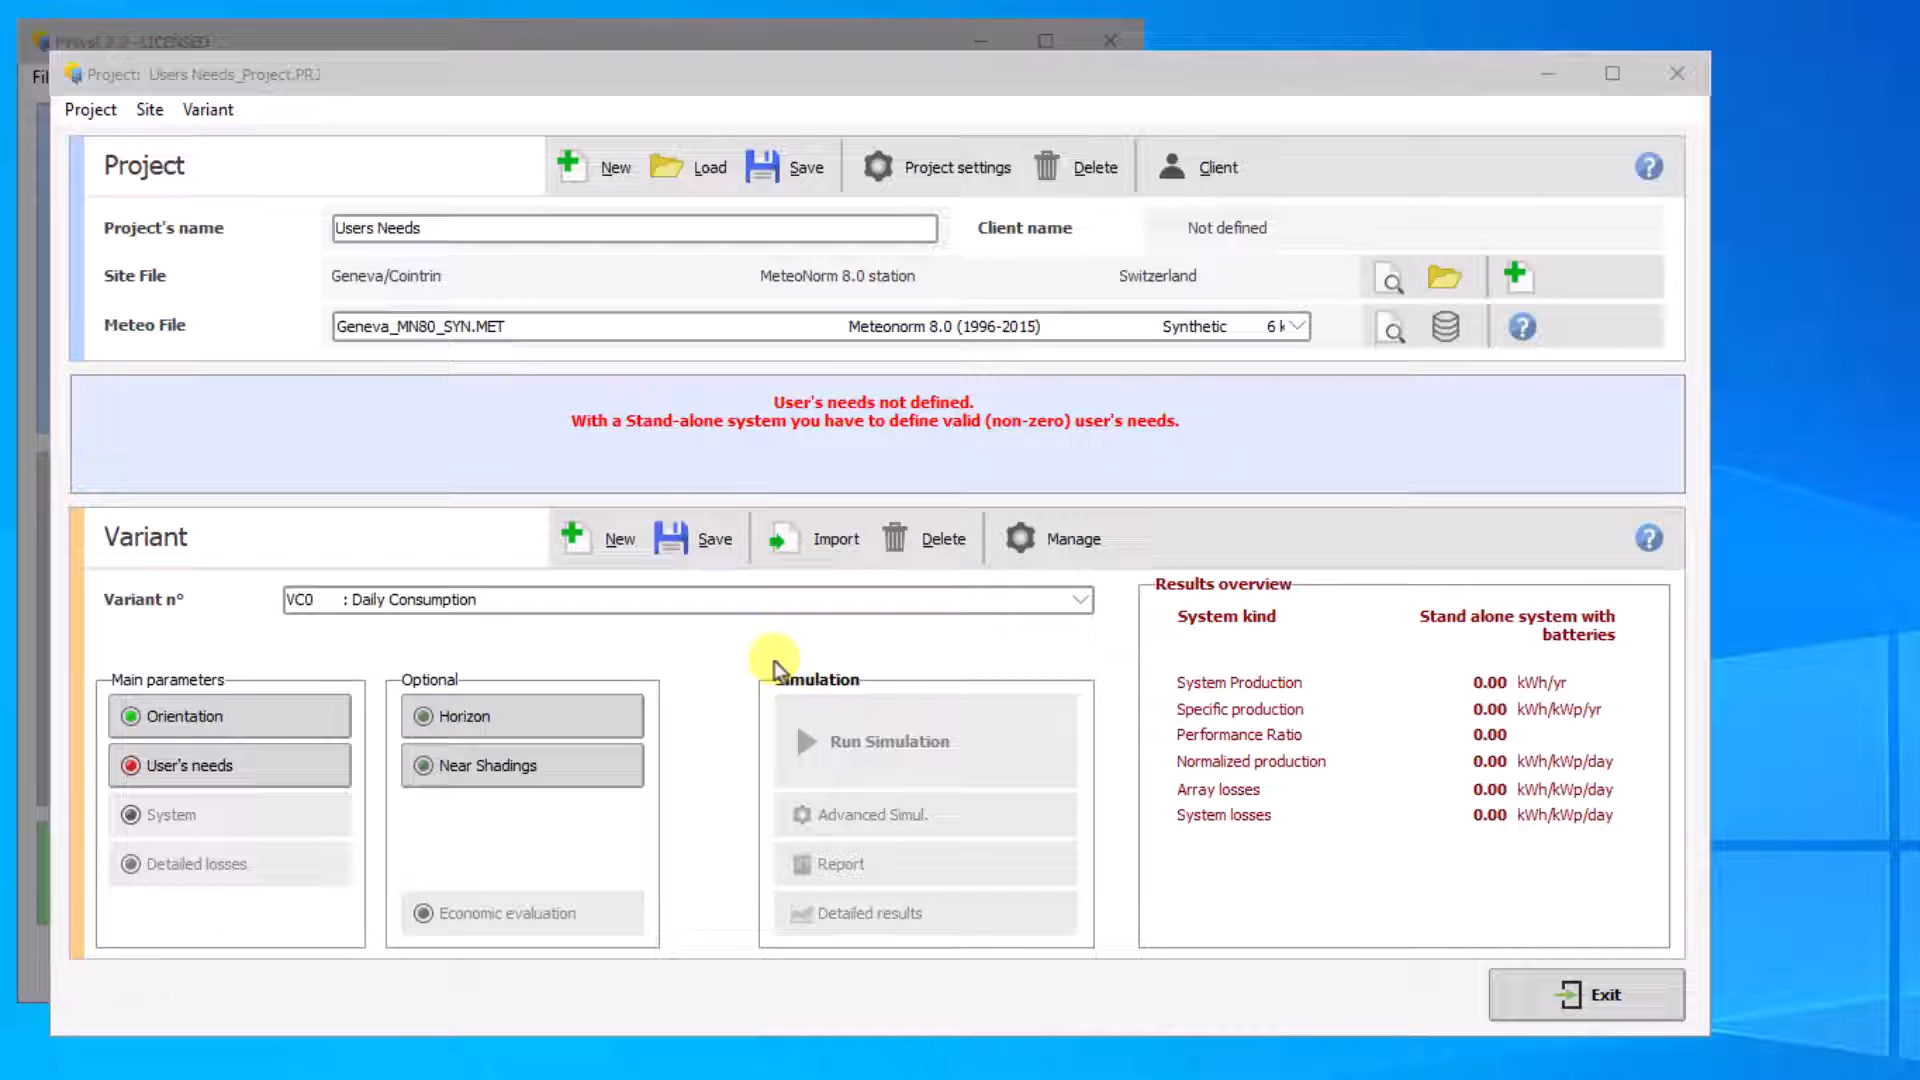 Project: Users Needs_Project.PRJ
Project Site Variant
Project
New Load Save Project settings Delete Client
Project's name Users Needs Client name Not defined
Site File Geneva/Cointrin MeteoNorm 8.0 station Switzerland
Meteo File Geneva_MN80_SYN.MET Meteonorm 8.0 (1996-2015) Synthetic 6 k
User's needs not defined.
With a Stand-alone system you have to define valid (non-zero) user's needs.
Variant
New Save Import Delete Manage
Variant n° VC0 : Daily Consumption
Main parameters
Orientation
User's needs
System
Detailed losses
Optional
Horizon
Near Shadings
Economic evaluation
Simulation
Run Simulation
Advanced Simul.
Report
Detailed results
Results overview
System kind Stand alone system with
batteries
System Production 0.00 kWh/yr
Specific production 0.00 kWh/kWp/yr
Performance Ratio 0.00
Normalized production 0.00 kWh/kWp/day
Array losses 0.00 kWh/kWp/day
System losses 0.00 kWh/kWp/day
Exit